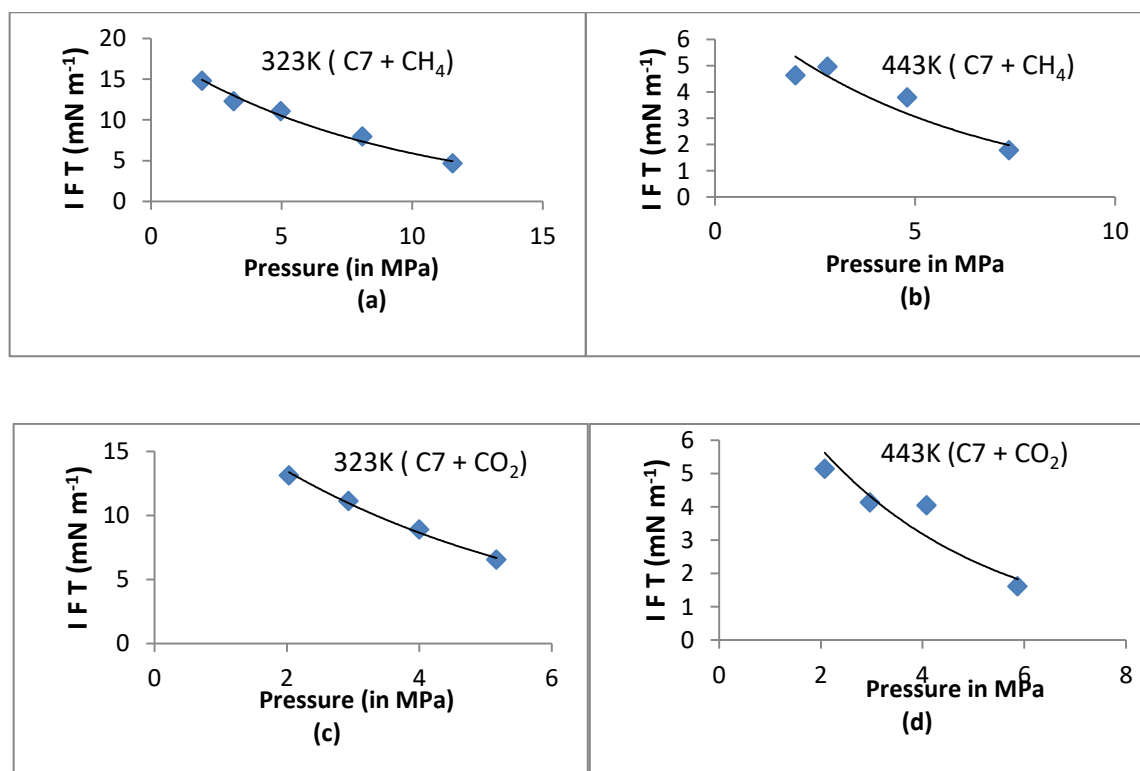 323K ( C7 + CH₄)
I F T (mN m⁻¹)
20
15
10
5
0
0 5 10 15
Pressure (in MPa)
(a)
443K ( C7 + CH₄)
I F T (mN m⁻¹)
6
5
4
3
2
1
0
0 5 10
Pressure in MPa
(b)
323K ( C7 + CO₂)
I F T (mN m⁻¹)
15
10
5
0
0 2 4 6
Pressure (in MPa)
(c)
443K (C7 + CO₂)
I F T (mN m⁻¹)
6
5
4
3
2
1
0
0 2 4 6 8
Pressure in MPa
(d)